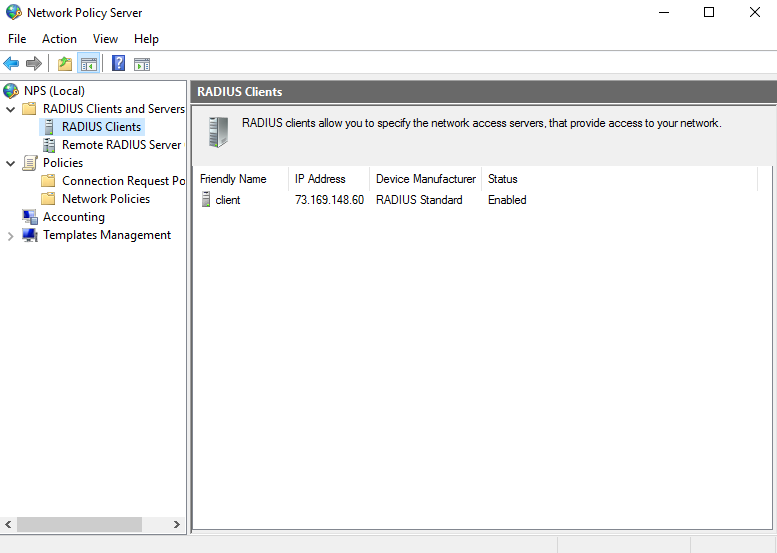 Network Policy Server
File Action View Help
NPS (Local)
RADIUS Clients and Servers
RADIUS Clients
Remote RADIUS Server
Policies
Connection Request Po
Network Policies
Accounting
Templates Management
RADIUS Clients
RADIUS clients allow you to specify the network access servers, that provide access to your network.
Friendly Name IP Address Device Manufacturer Status
client 73.169.148.60 RADIUS Standard Enabled